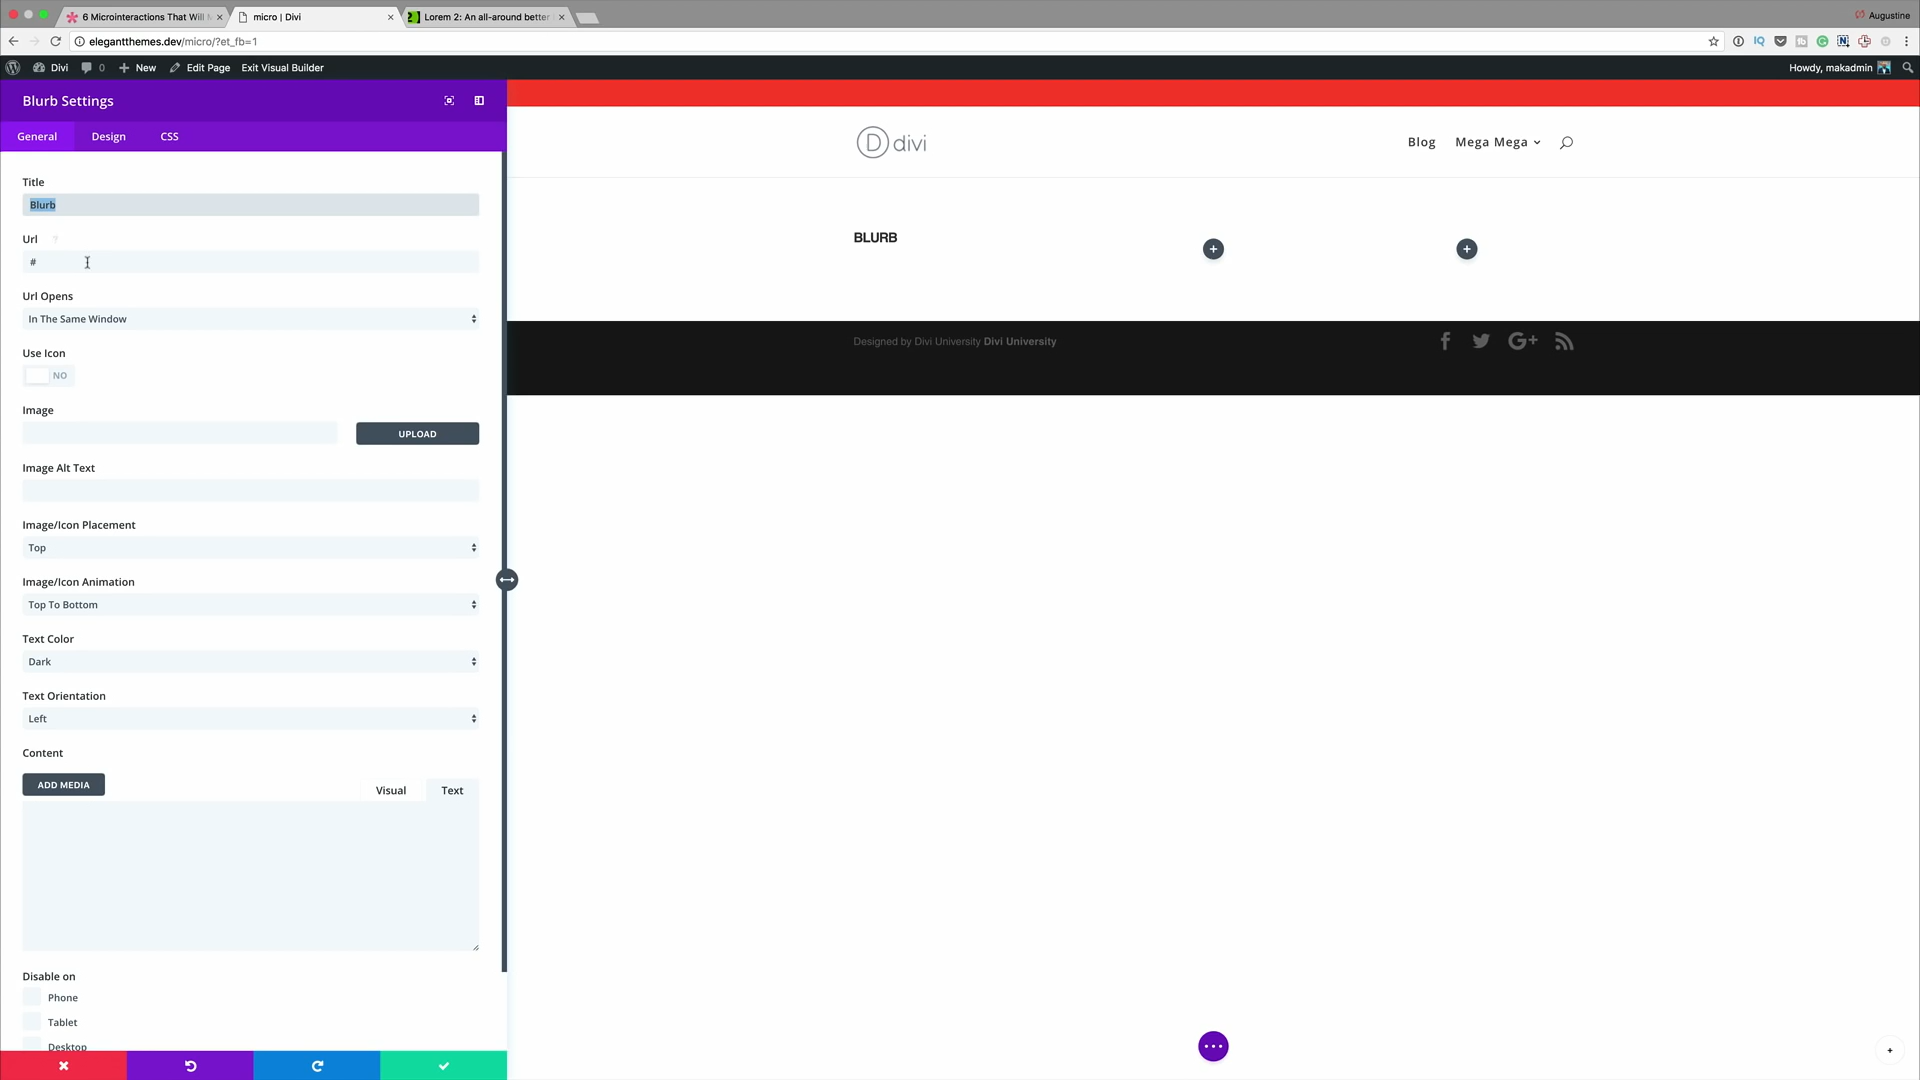 6 Microinteractions That Will M
micro | Divi
2 Lorem 2: An all-around better
Augustine
elegantthemes.dev/micro/?et_fb=1
Divi
0
New
Edit Page
Exit Visual Builder
Howdy, makadmin
Blurb Settings
General
Design
CSS
Title
Blurb
Url
?
#
Url Opens
In The Same Window
Use Icon
NO
Image
UPLOAD
Image Alt Text
Image/Icon Placement
Top
Image/Icon Animation
Top To Bottom
Text Color
Dark
Text Orientation
Left
Content
ADD MEDIA
Visual
Text
Disable on
Phone
Tablet
Desktop
D divi
Blog
Mega Mega
BLURB
Designed by Divi University Divi University